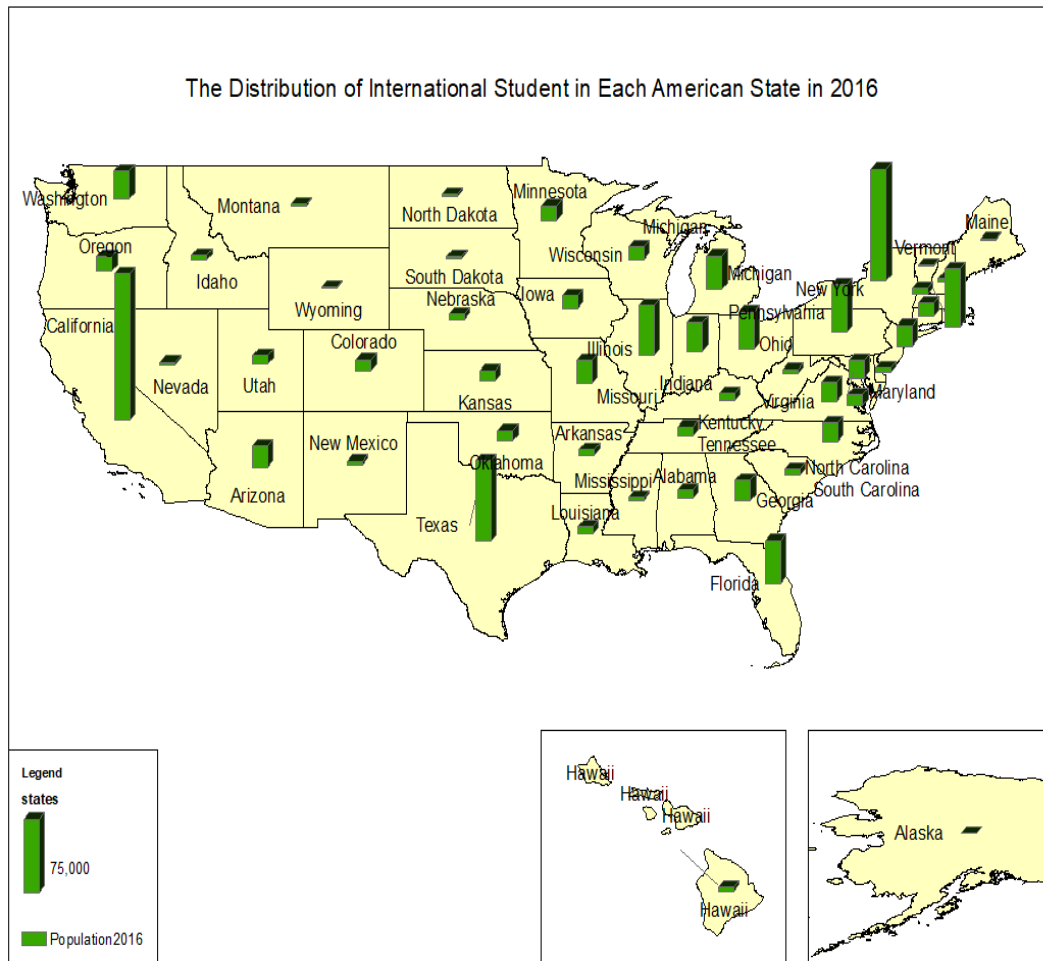 The Distribution of International Student in Each American State in 2016
Washington
Montana
North Dakota
Minnesota
Michigan
Maine
Oregon
Idaho
South Dakota
Wisconsin
Michigan
Vermont
Wyoming
Nebraska
Iowa
New York
Pennsylvania
California
Nevada
Utah
Colorado
Kansas
Illinois
Missouri
Indiana
Ohio
Virginia
Maryland
Arizona
New Mexico
Oklahoma
Arkansas
Kentucky
Tennessee
North Carolina
South Carolina
Texas
Louisiana
Mississippi
Alabama
Georgia
Florida
Legend
states
75,000
Population2016
Hawaii
Hawaii
Hawaii
Hawaii
Alaska